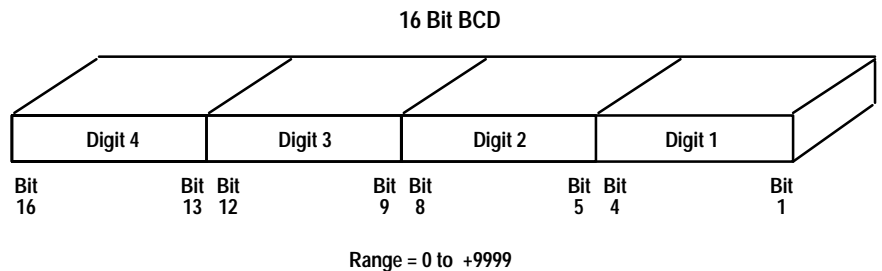 16 Bit BCD
Digit 4 Digit 3 Digit 2 Digit 1
Bit Bit Bit Bit Bit Bit Bit Bit
16 13 12 9 8 5 4 1
Range = 0 to +9999